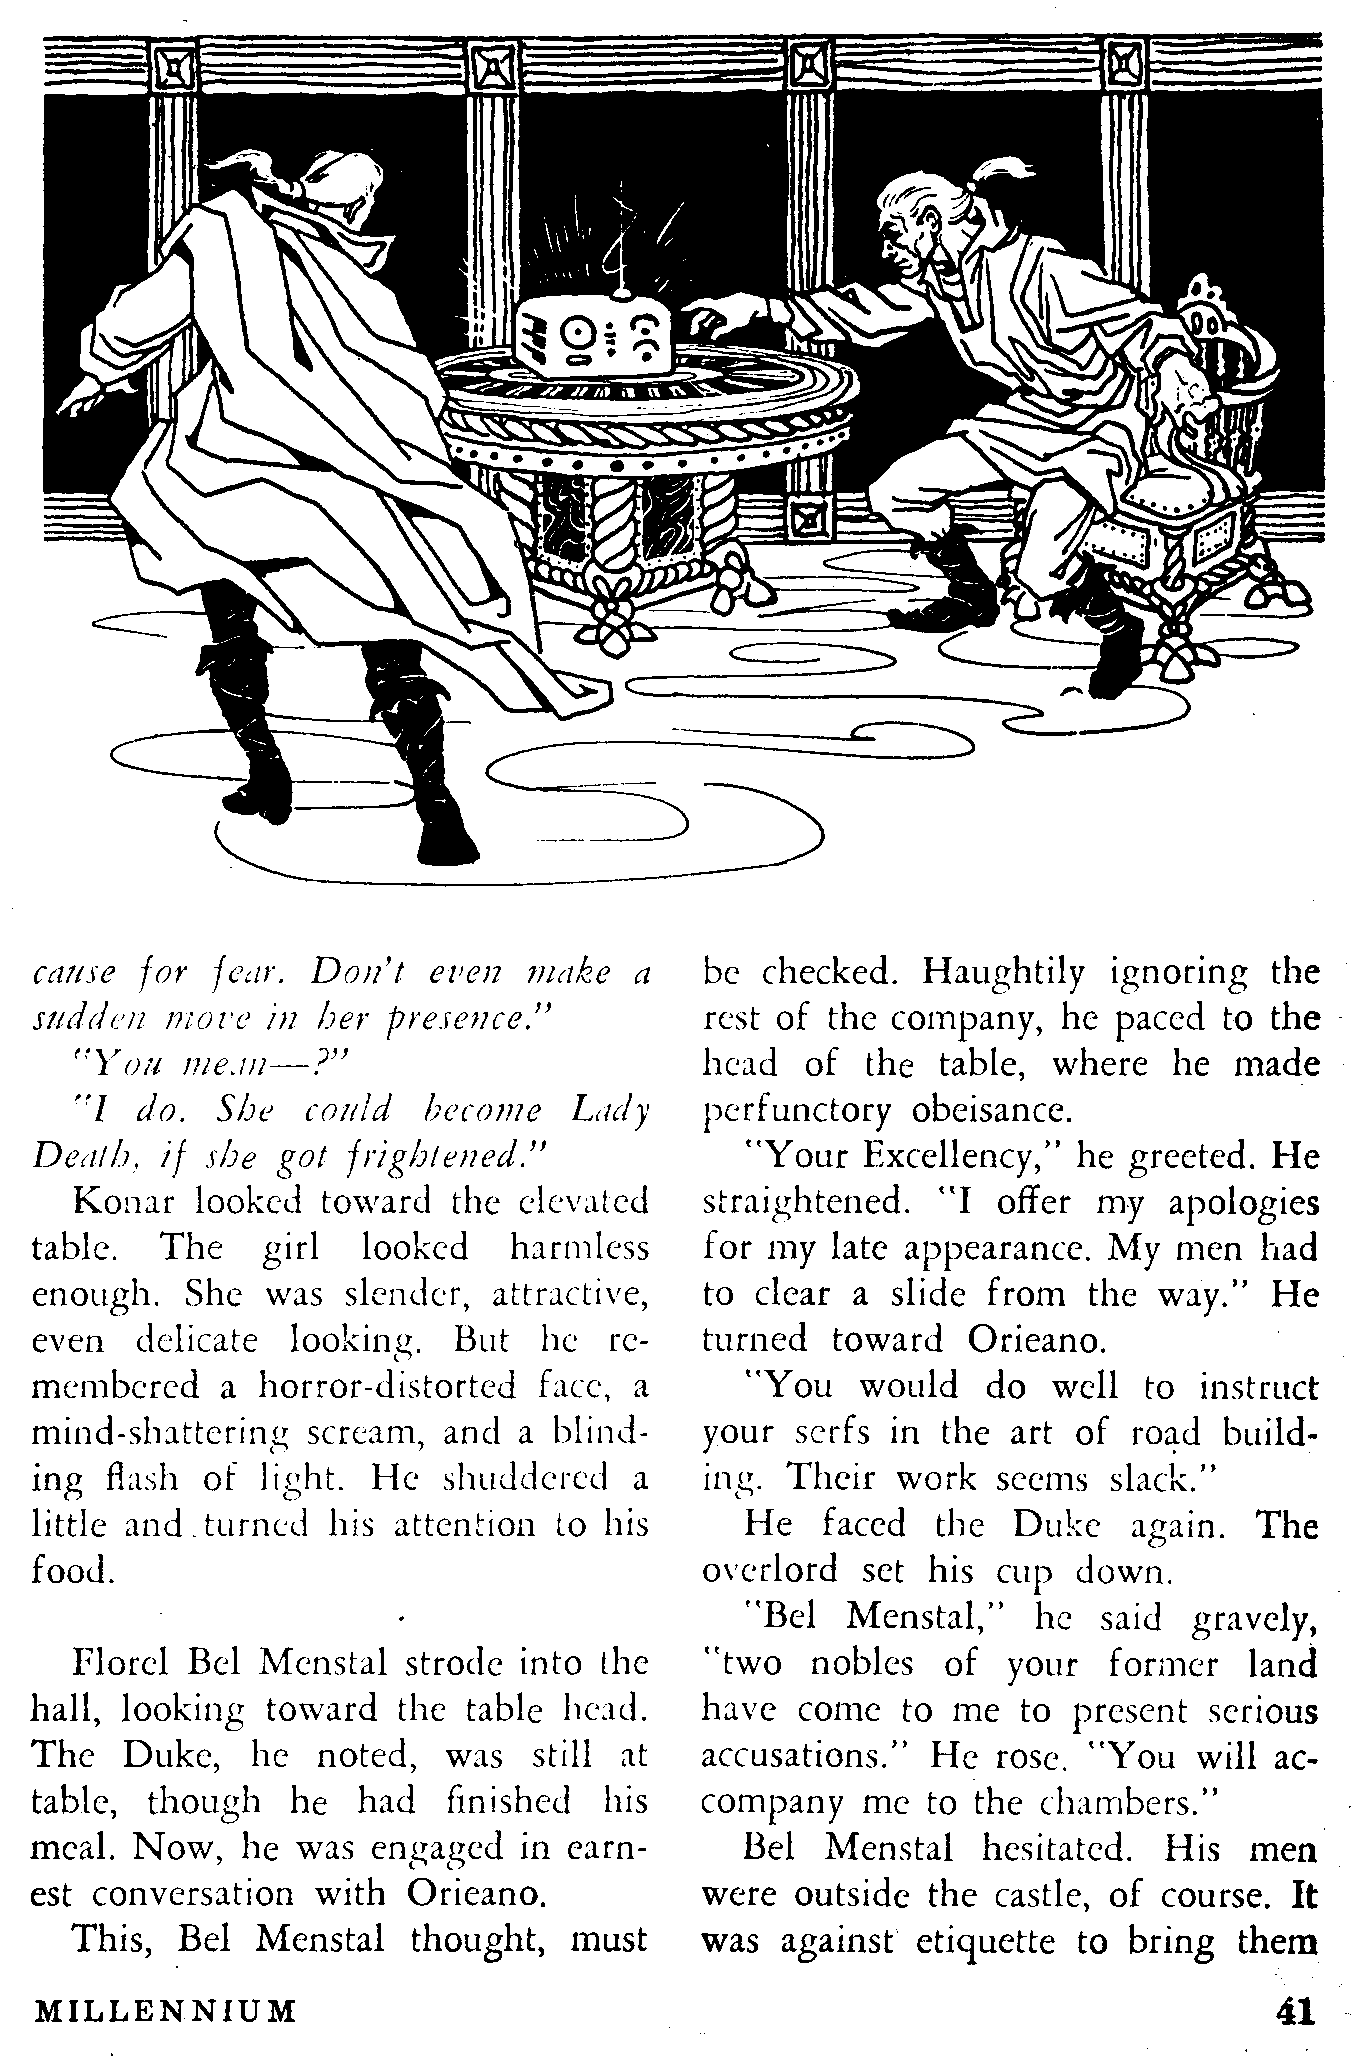 cause for fear. Don't even make a
sudden move in her presence."
"You mean—?"
"I do. She could become Lady
Death, if she got frightened."
Konar looked toward the elevated
table. The girl looked harmless
enough. She was slender, attractive,
even delicate looking. But he re-
membered a horror-distorted face, a
mind-shattering scream, and a blind-
ing flash of light. He shuddered a
little and turned his attention to his
food.
Florel Bel Menstal strode into the
hall, looking toward the table head.
The Duke, he noted, was still at
table, though he had finished his
meal. Now, he was engaged in earn-
est conversation with Orieano.
This, Bel Menstal thought, must
be checked. Haughtily ignoring the
rest of the company, he paced to the
head of the table, where he made
perfunctory obeisance.
"Your Excellency," he greeted. He
straightened. "I offer my apologies
for my late appearance. My men had
to clear a slide from the way." He
turned toward Orieano.
"You would do well to instruct
your serfs in the art of road build-
ing. Their work seems slack."
He faced the Duke again. The
overlord set his cup down.
"Bel Menstal," he said gravely,
"two nobles of your former land
have come to me to present serious
accusations." He rose. "You will ac-
company me to the chambers."
Bel Menstal hesitated. His men
were outside the castle, of course. It
was against etiquette to bring them
MILLENNIUM
41